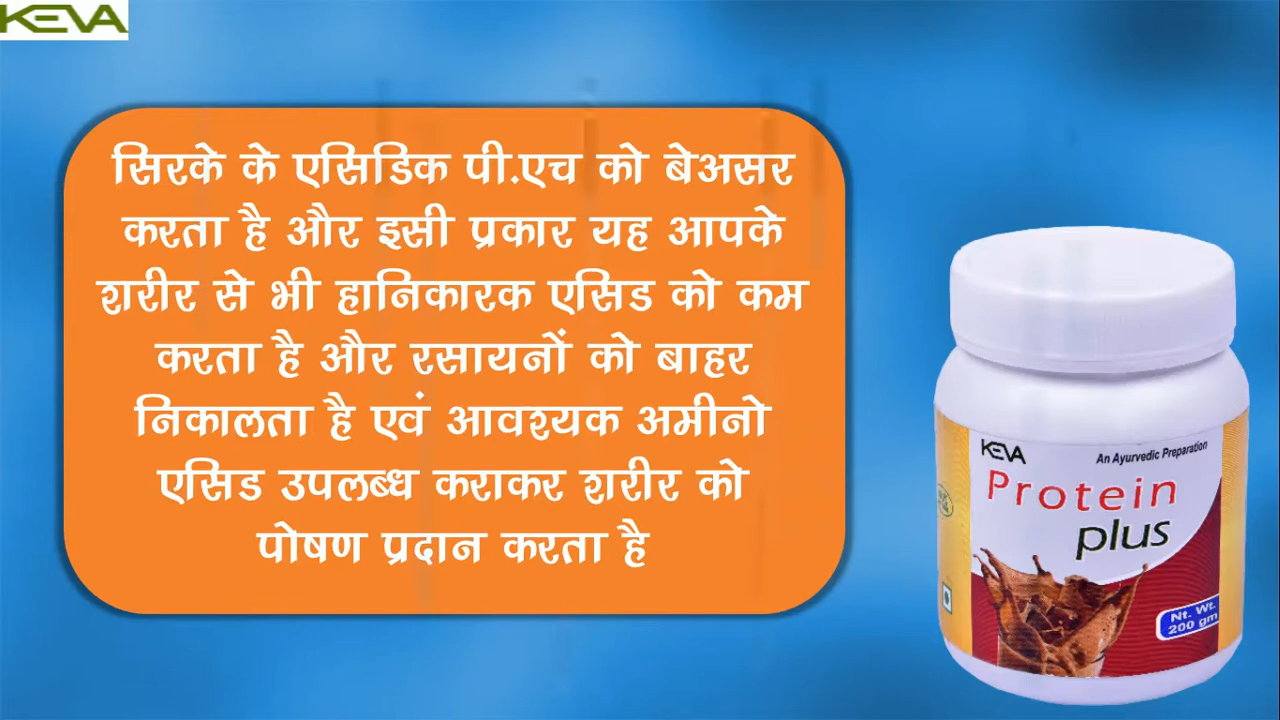 KEVA
सिरके के एसिडिक पी.एच को बेअसर
करता है और इसी प्रकार यह आपके
शरीर से भी हानिकारक एसिड को कम
करता है और रसायनों को बाहर
निकालता है एवं आवश्यक अमीनो
एसिड उपलब्ध कराकर शरीर को
पोषण प्रदान करता है
KEVA
An Ayurvedic Preparation
Protein
plus
Nt. Wt.
200 gm